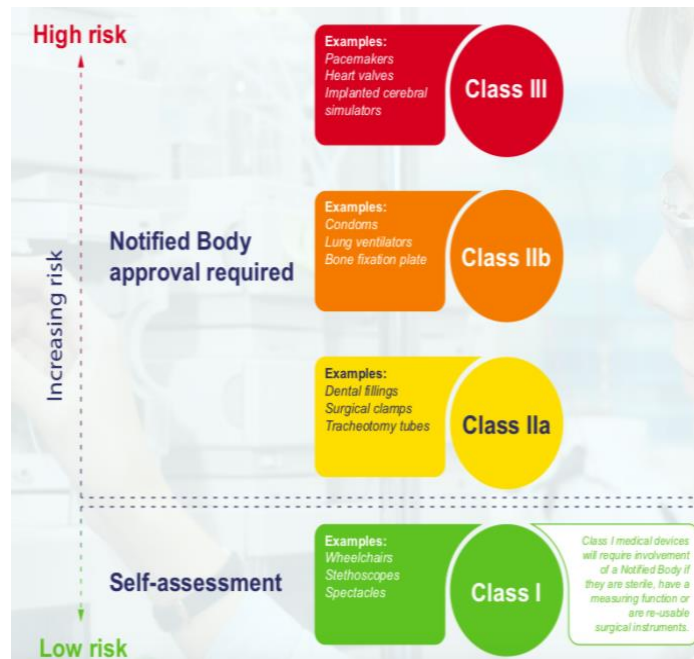 High risk
Examples:
Pacemakers
Heart valves
Implanted cerebral
simulators
Class III
Increasing risk
Notified Body
approval required
Examples:
Condoms
Lung ventilators
Bone fixation plate
Class IIb
Examples:
Dental fillings
Surgical clamps
Tracheotomy tubes
Class IIa
Self-assessment
Examples:
Wheelchairs
Stethoscopes
Spectacles
Class I
Class I medical devices
will require involvement
of a Notified Body if
they are sterile, have a
measuring function or
are re-usable
surgical instruments.
Low risk